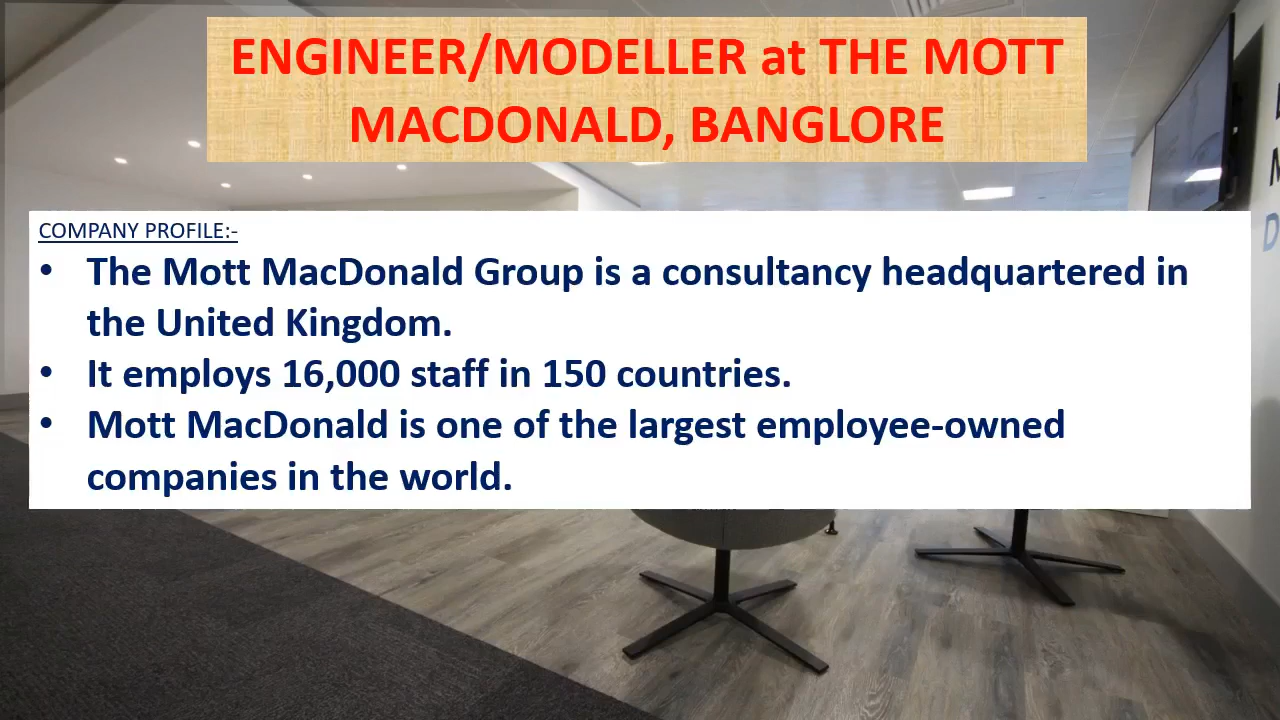 ENGINEER/MODELLER at THE MOTT
MACDONALD, BANGLORE
COMPANY PROFILE:-
• The Mott MacDonald Group is a consultancy headquartered in
the United Kingdom.
• It employs 16,000 staff in 150 countries.
• Mott MacDonald is one of the largest employee-owned
companies in the world.